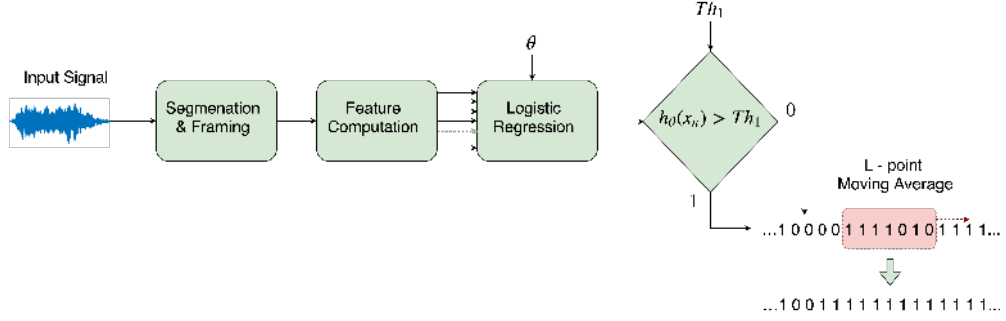 Th₁
θ
Input Signal
Segmenation
& Framing
Feature
Computation
Logistic
Regression
h₀(xₙ) > Th₁
0
1
L - point
Moving Average
...1 0 0 0 0 1 1 1 1 0 1 0 1 1 1 1...
...1 0 0 1 1 1 1 1 1 1 1 1 1 1 1 1...